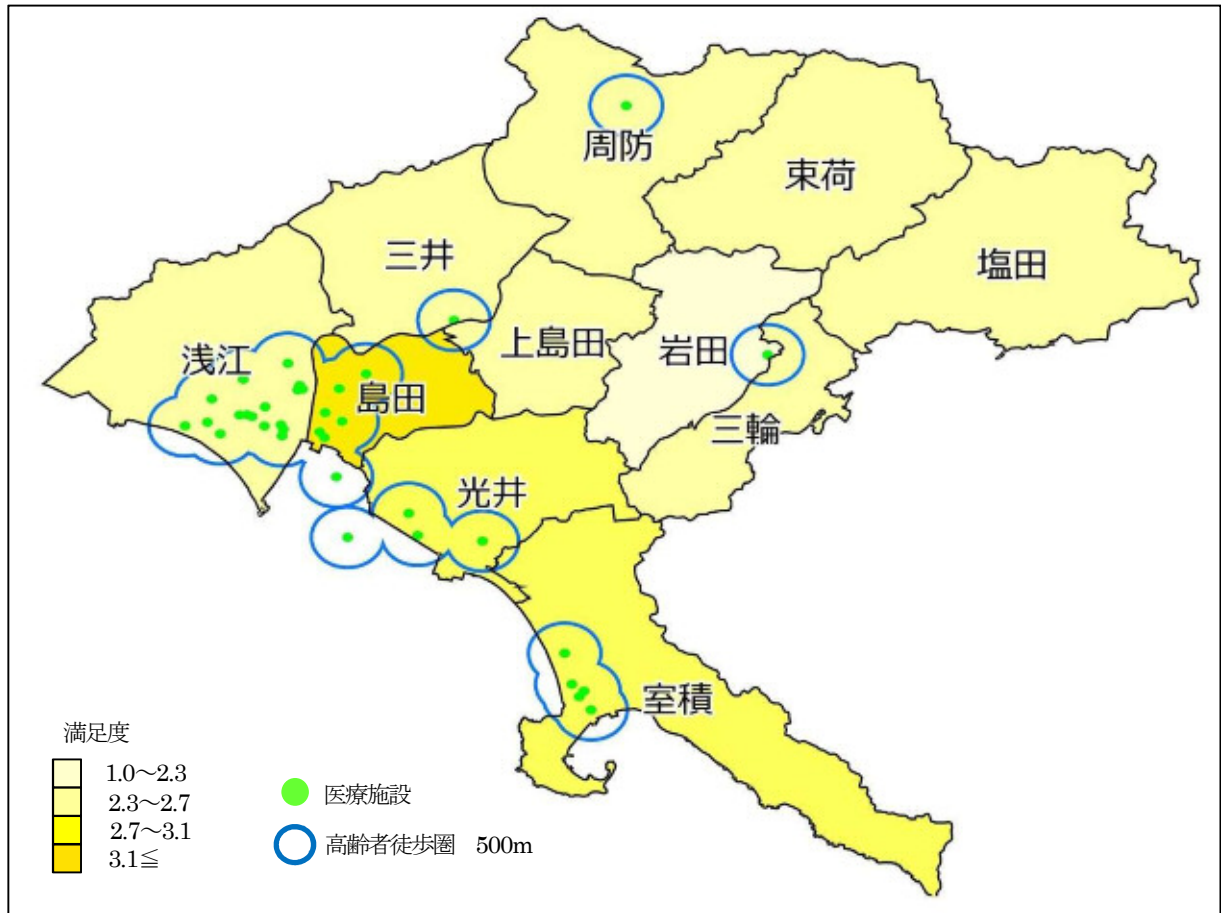 周防
束荷
塩田
三井
上島田
岩田
浅江
島田
三輪
光井
室積
満足度
1.0～2.3
2.3～2.7
2.7～3.1
3.1≦
医療施設
高齢者徒歩圏　500m